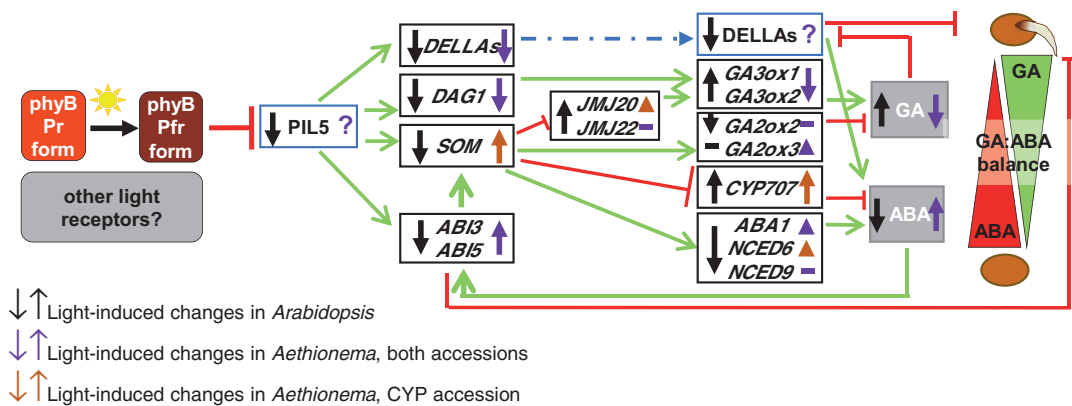 phyB
Pr
form
phyB
Pfr
form
other light
receptors?
PIL5 ?
DELLAs
DAG1
SOM
ABI3
ABI5
JMJ20
JMJ22
DELLAs ?
GA3ox1
GA3ox2
GA2ox2
GA2ox3
CYP707
ABA1
NCED6
NCED9
GA
ABA
GA
GA:ABA
balance
ABA
Light-induced changes in Arabidopsis
Light-induced changes in Aethionema, both accessions
Light-induced changes in Aethionema, CYP accession